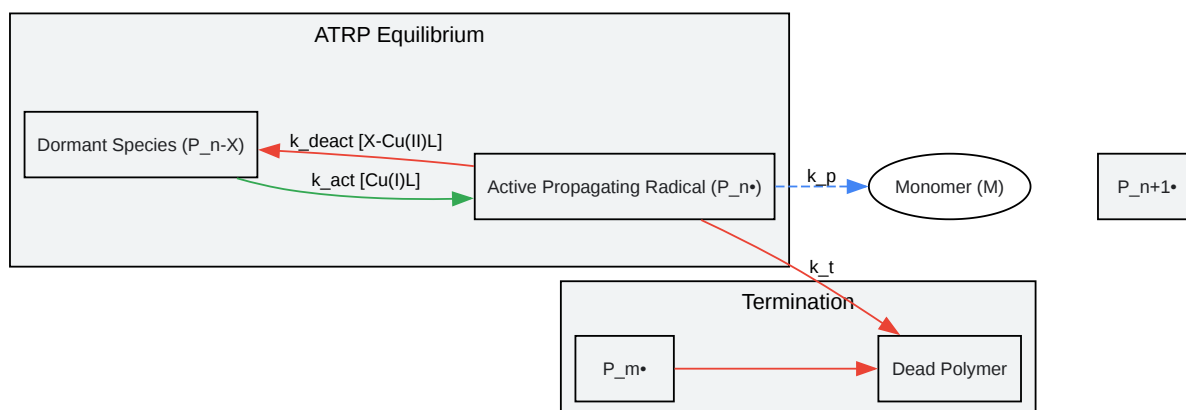 ATRP Equilibrium
Dormant Species (P_n-X)
k_deact [X-Cu(II)L]
k_act [Cu(I)L]
Active Propagating Radical (P_n•)
k_p
Monomer (M)
P_n+1•
k_t
Termination
P_m•
Dead Polymer